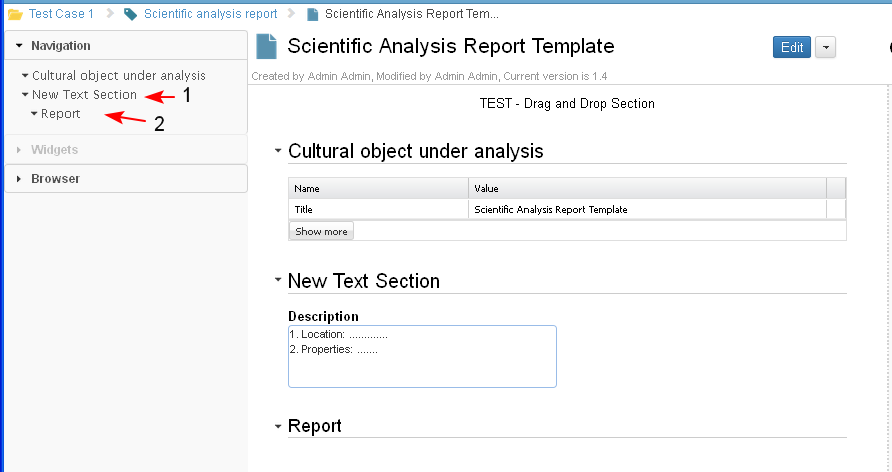 Test Case 1 Scientific analysis report Scientific Analysis Report Tem...
Navigation
Cultural object under analysis
New Text Section 1
Report 2
Widgets
Browser
Scientific Analysis Report Template
Edit
Created by Admin Admin, Modified by Admin Admin, Current version is 1.4
TEST - Drag and Drop Section
Cultural object under analysis
Name Value
Title Scientific Analysis Report Template
Show more
New Text Section
Description
1. Location: .............
2. Properties: .......
Report